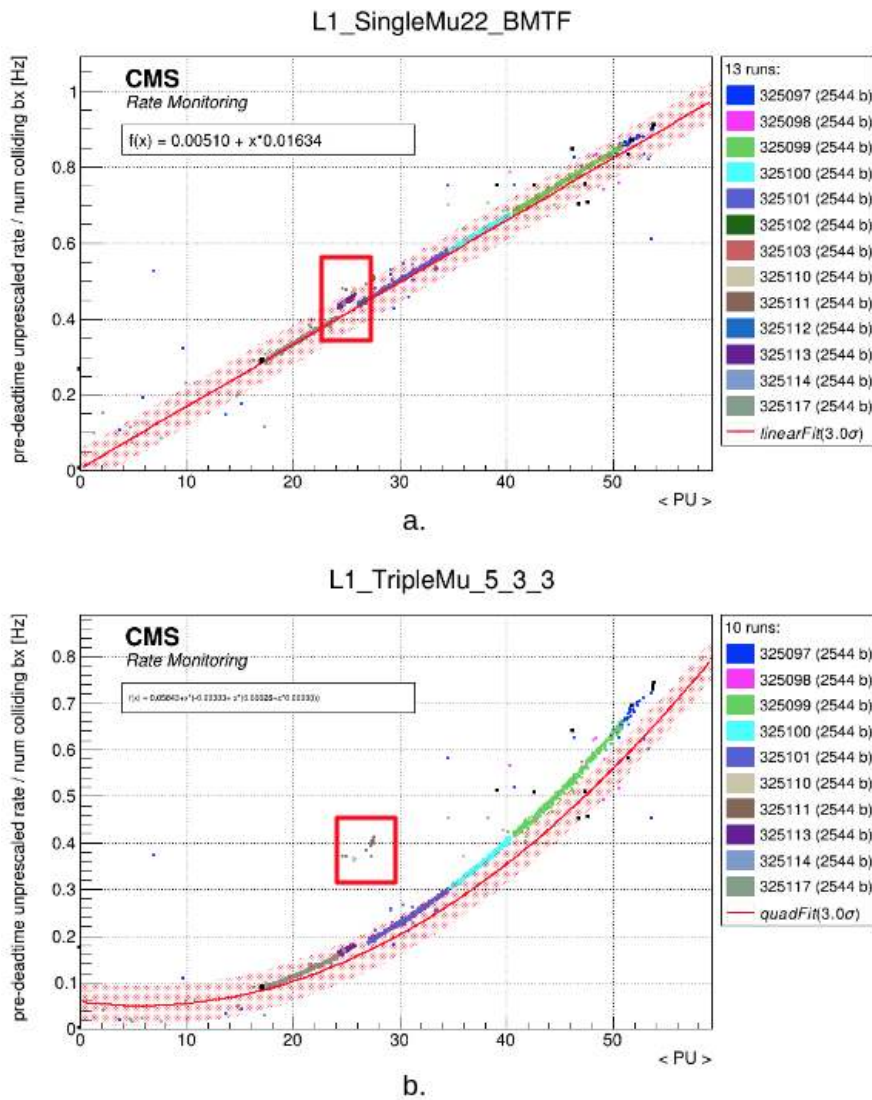 L1_SingleMu22_BMTF
pre-deadtime unprescaled rate / num colliding bx [Hz]
CMS
Rate Monitoring
f(x) = 0.00510 + x*0.01634
1
0.8
0.6
0.4
0.2
0
0 10 20 30 40 50
< PU >
13 runs:
325097 (2544 b)
325098 (2544 b)
325099 (2544 b)
325100 (2544 b)
325101 (2544 b)
325102 (2544 b)
325103 (2544 b)
325110 (2544 b)
325111 (2544 b)
325112 (2544 b)
325113 (2544 b)
325114 (2544 b)
325117 (2544 b)
linearFit(3.0σ)
a.
L1_TripleMu_5_3_3
pre-deadtime unprescaled rate / num colliding bx [Hz]
CMS
Rate Monitoring
0.8
0.7
0.6
0.5
0.4
0.3
0.2
0.1
0
0 10 20 30 40 50
< PU >
10 runs:
325097 (2544 b)
325098 (2544 b)
325099 (2544 b)
325100 (2544 b)
325101 (2544 b)
325110 (2544 b)
325111 (2544 b)
325113 (2544 b)
325114 (2544 b)
325117 (2544 b)
quadFit(3.0σ)
b.